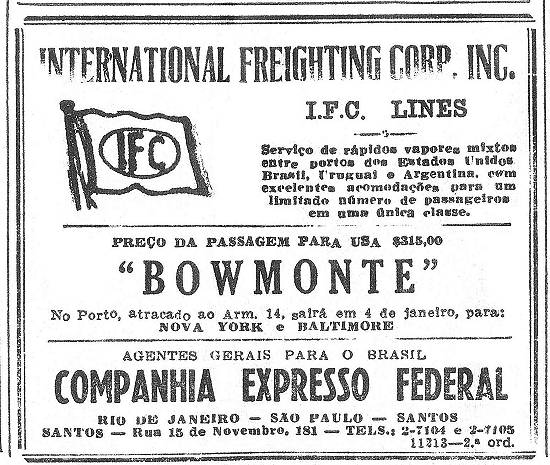 INTERNATIONAL FREIGHTING CORP. INC.
IFC
I.F.C. LINES
Serviço de rápidos vapores mixtos
entre portos dos Estados Unidos
Brasil, Uruguai e Argentina, com
excelentes acomodações para um
limitado número de passageiros
em uma única classe.
PREÇO DA PASSAGEM PARA USA $315,00
"BOWMONTE"
No Porto, atracado ao Arm. 14, sairá em 4 de janeiro, para:
NOVA YORK e BALTIMORE
AGENTES GERAIS PARA O BRASIL
COMPANHIA EXPRESSO FEDERAL
RIO DE JANEIRO — SÃO PAULO — SANTOS
SANTOS — Rua 15 de Novembro, 181 — TELS.: 2-7104 e 2-7105
11213—2.ª ord.